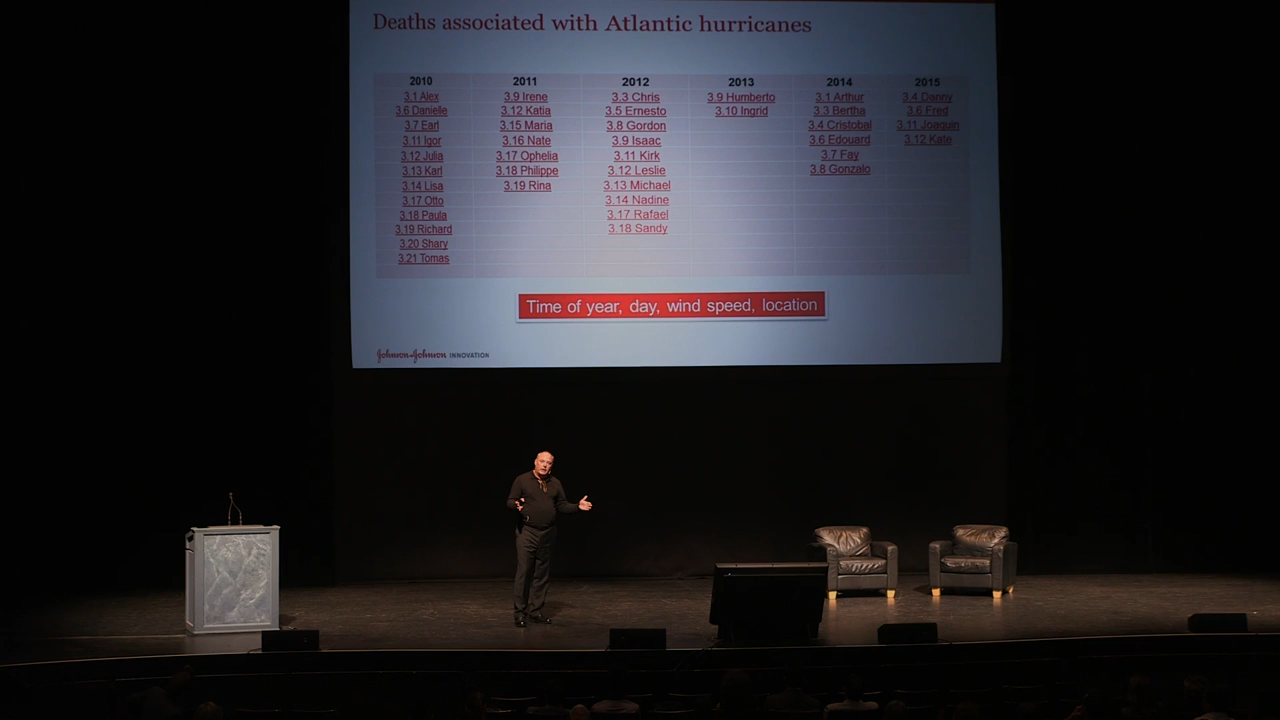 Deaths associated with Atlantic hurricanes
2010 2011 2012 2013 2014 2015
3.1 Alex 3.9 Irene 3.3 Chris 3.9 Humberto 3.1 Arthur 3.4 Danny
3.6 Danielle 3.12 Katia 3.5 Ernesto 3.10 Ingrid 3.3 Bertha 3.6 Fred
3.7 Earl 3.15 Maria 3.8 Gordon 3.4 Cristobal 3.11 Joaquin
3.11 Igor 3.16 Nate 3.9 Isaac 3.6 Edouard 3.12 Kate
3.12 Julia 3.17 Ophelia 3.11 Kirk 3.7 Fay
3.13 Karl 3.18 Philippe 3.12 Leslie 3.8 Gonzalo
3.14 Lisa 3.19 Rina 3.13 Michael
3.17 Otto 3.14 Nadine
3.18 Paula 3.17 Rafael
3.19 Richard 3.18 Sandy
3.20 Shary
3.21 Tomas
Time of year, day, wind speed, location
Johnson & Johnson INNOVATION